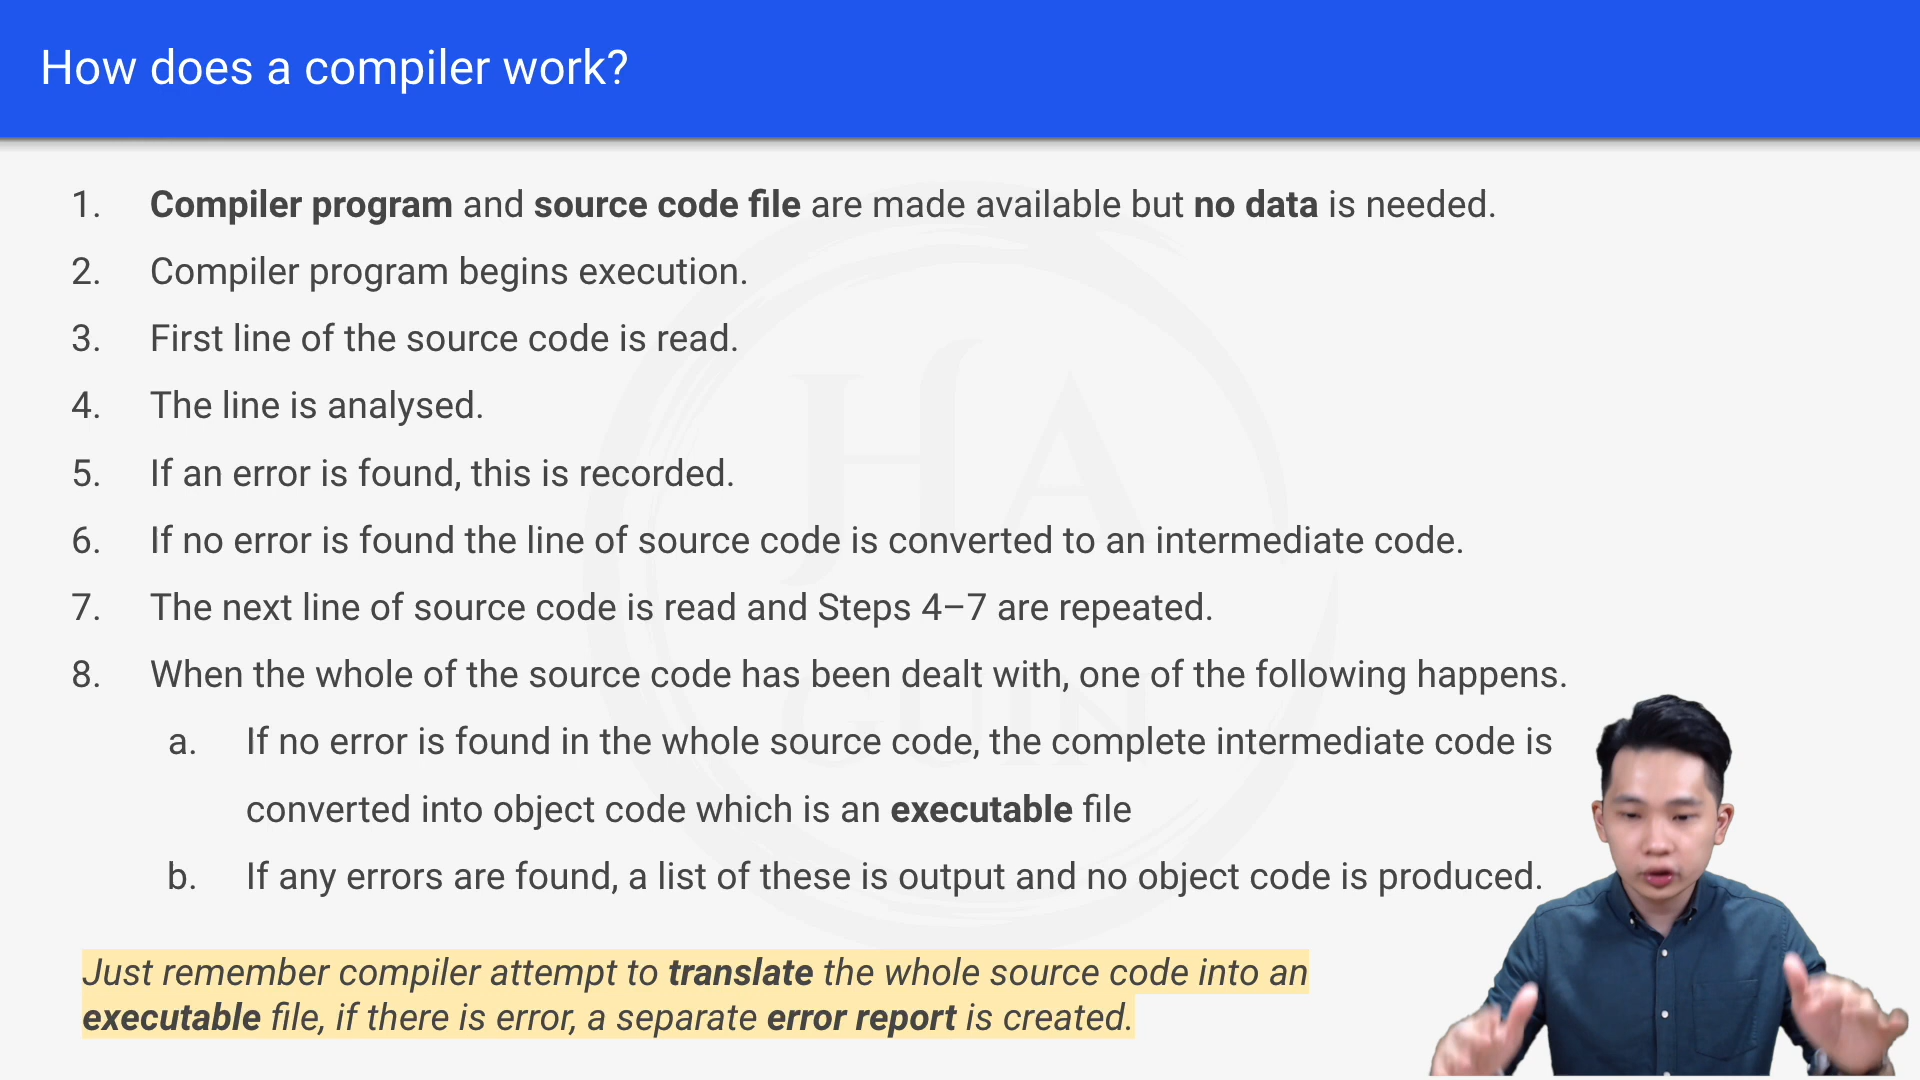 How does a compiler work?
1. Compiler program and source code file are made available but no data is needed.
2. Compiler program begins execution.
3. First line of the source code is read.
4. The line is analysed.
5. If an error is found, this is recorded.
6. If no error is found the line of source code is converted to an intermediate code.
7. The next line of source code is read and Steps 4–7 are repeated.
8. When the whole of the source code has been dealt with, one of the following happens.
a. If no error is found in the whole source code, the complete intermediate code is
converted into object code which is an executable file
b. If any errors are found, a list of these is output and no object code is produced.
Just remember compiler attempt to translate the whole source code into an
executable file, if there is error, a separate error report is created.
HA
GUIN